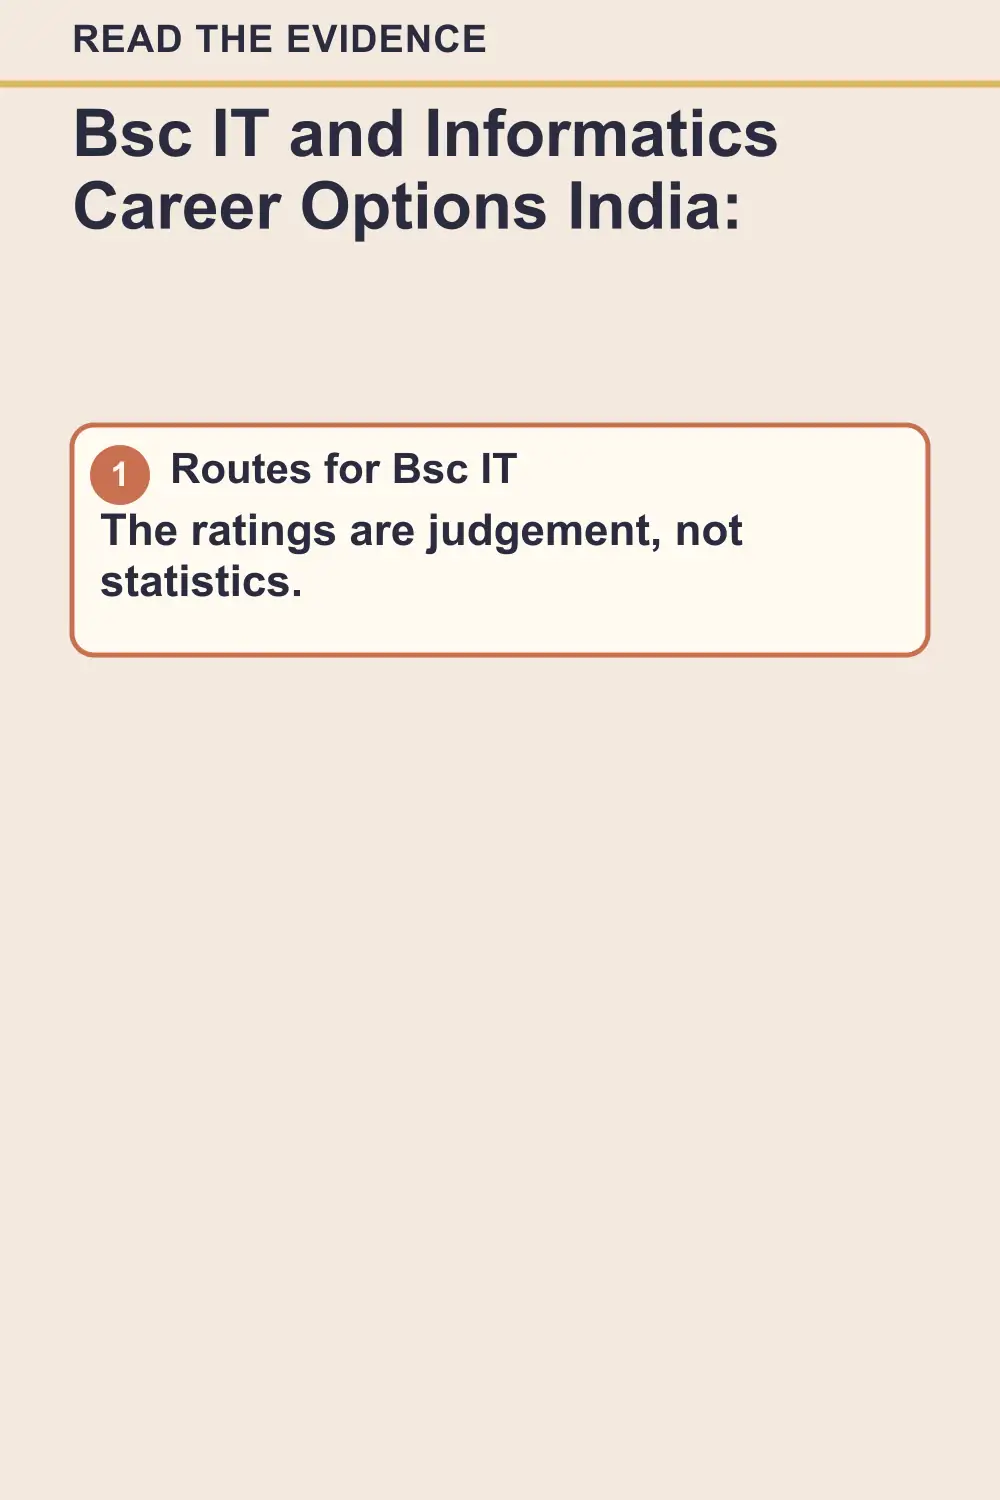 READ THE EVIDENCE
Bsc IT and Informatics
Career Options India:
1 Routes for Bsc IT
The ratings are judgement, not
statistics.